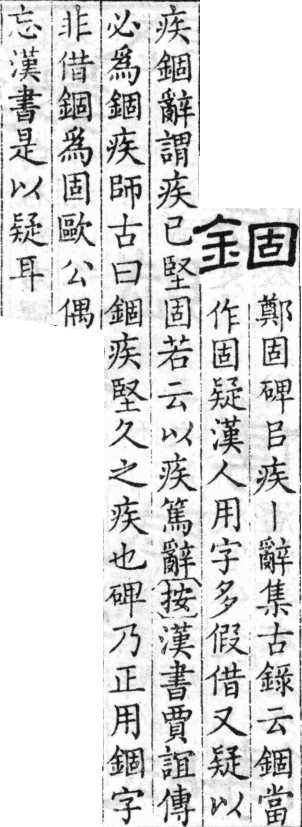 錮
鄭固碑㠯疾丨辭集古錄云錮當
作固疑漢人用字多假借又疑以
疾錮辭謂疾已堅固若云以疾篤辭按漢書賈誼傳
必爲錮疾師古曰錮疾堅久之疾也碑乃正用錮字
非借錮爲固歐公偶
忘漢書是以疑耳